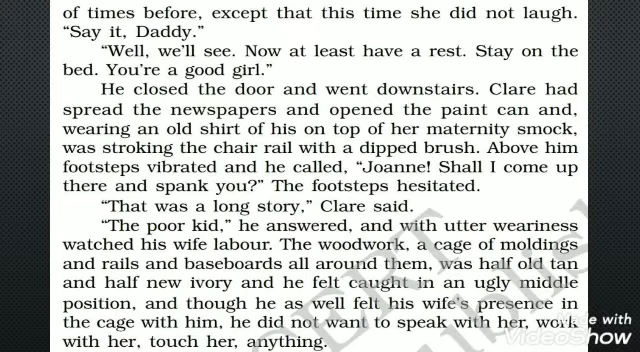 of times before, except that this time she did not laugh.
“Say it, Daddy.”
“Well, we’ll see. Now at least have a rest. Stay on the
bed. You’re a good girl.”
He closed the door and went downstairs. Clare had
spread the newspapers and opened the paint can and,
wearing an old shirt of his on top of her maternity smock,
was stroking the chair rail with a dipped brush. Above him
footsteps vibrated and he called, “Joanne! Shall I come up
there and spank you?” The footsteps hesitated.
“That was a long story,” Clare said.
“The poor kid,” he answered, and with utter weariness
watched his wife labour. The woodwork, a cage of moldings
and rails and baseboards all around them, was half old tan
and half new ivory and he felt caught in an ugly middle
position, and though he as well felt his wife’s presence in
the cage with him, he did not want to speak with her, work
with her, touch her, anything.
Made with
VideoShow